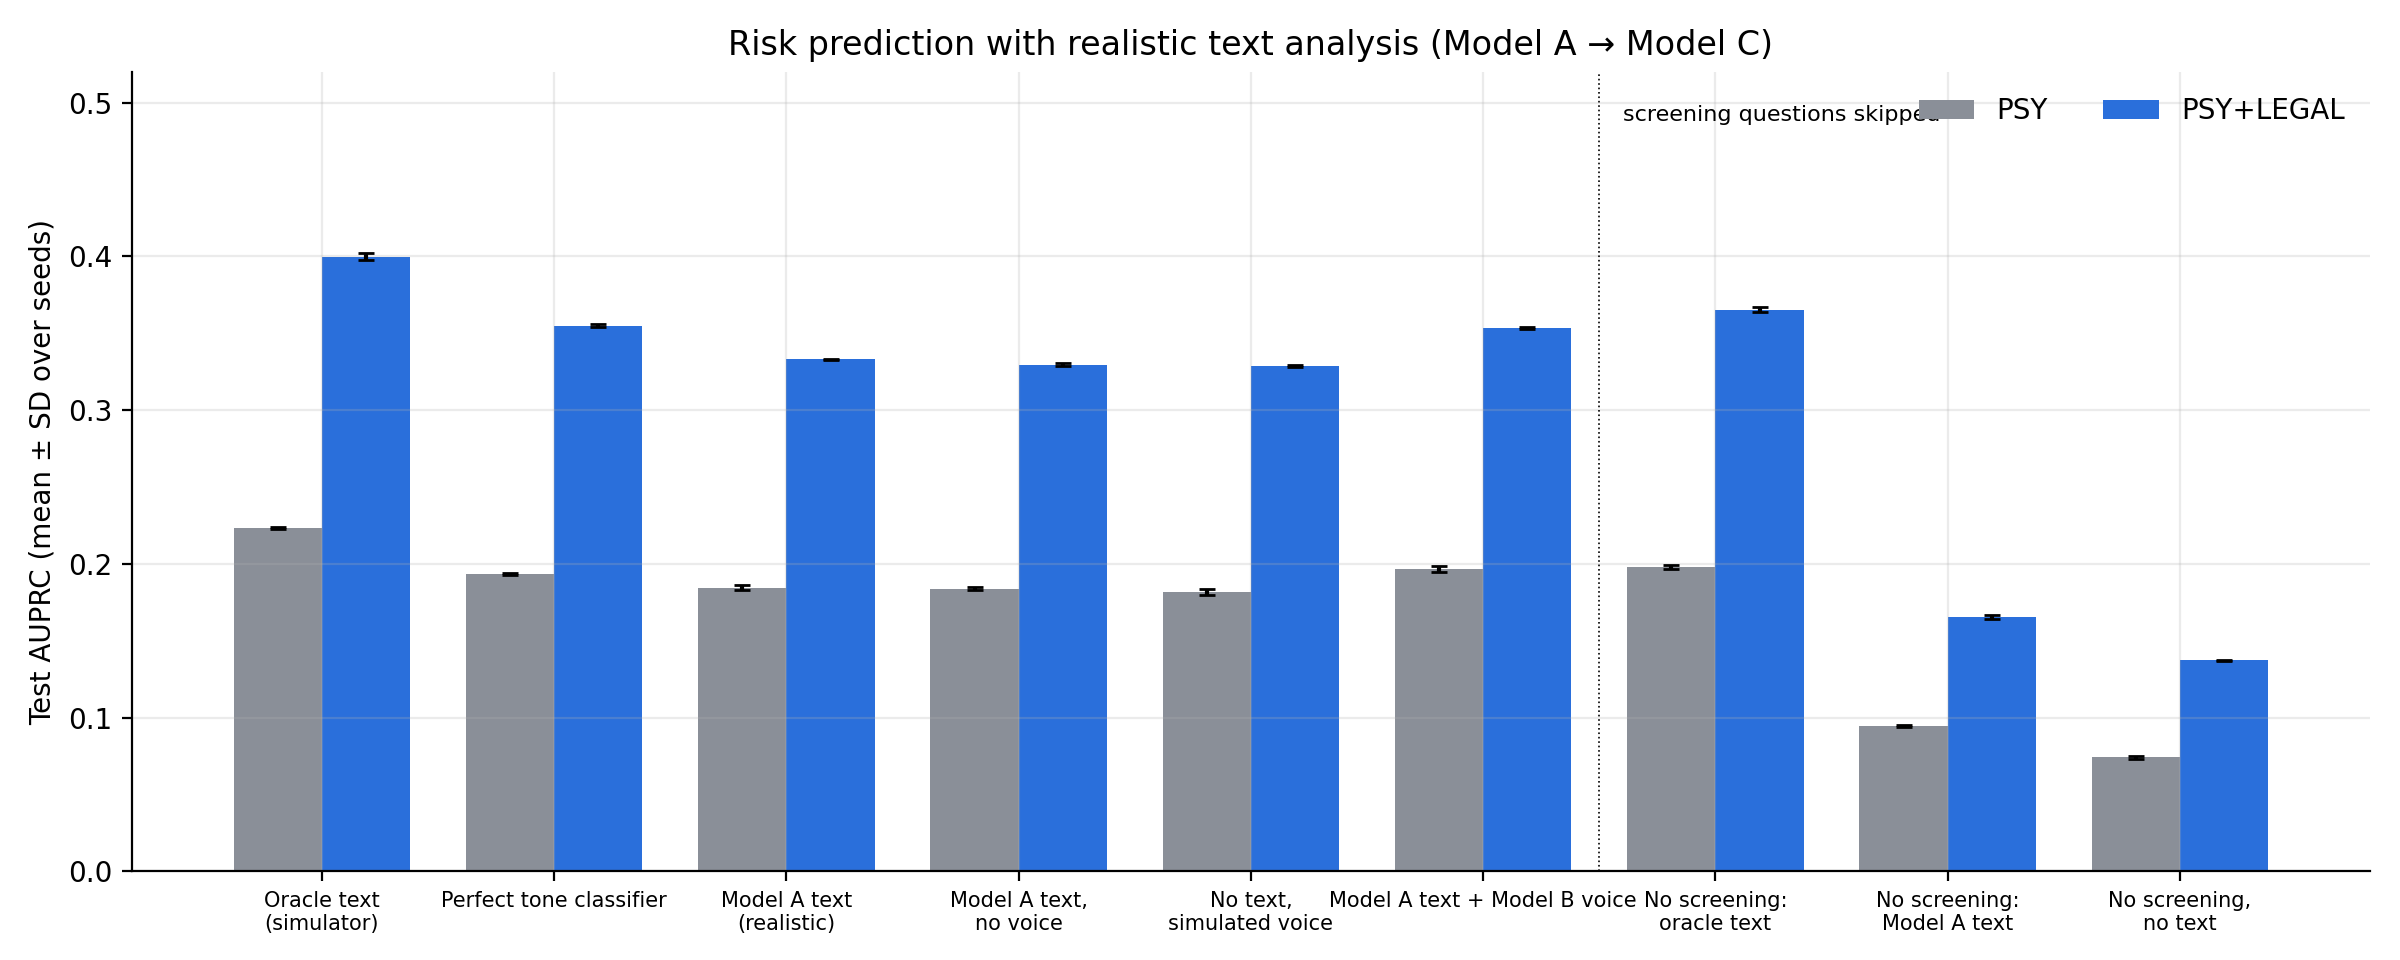 Risk prediction with realistic text analysis (Model A → Model C)
screening questions skipped
PSY
PSY+LEGAL
Test AUPRC (mean ± SD over seeds)
0.5
0.4
0.3
0.2
0.1
0.0
Oracle text
(simulator)
Perfect tone classifier
Model A text
(realistic)
Model A text,
no voice
No text,
simulated voice
Model A text + Model B voice
No screening:
oracle text
No screening:
Model A text
No screening,
no text